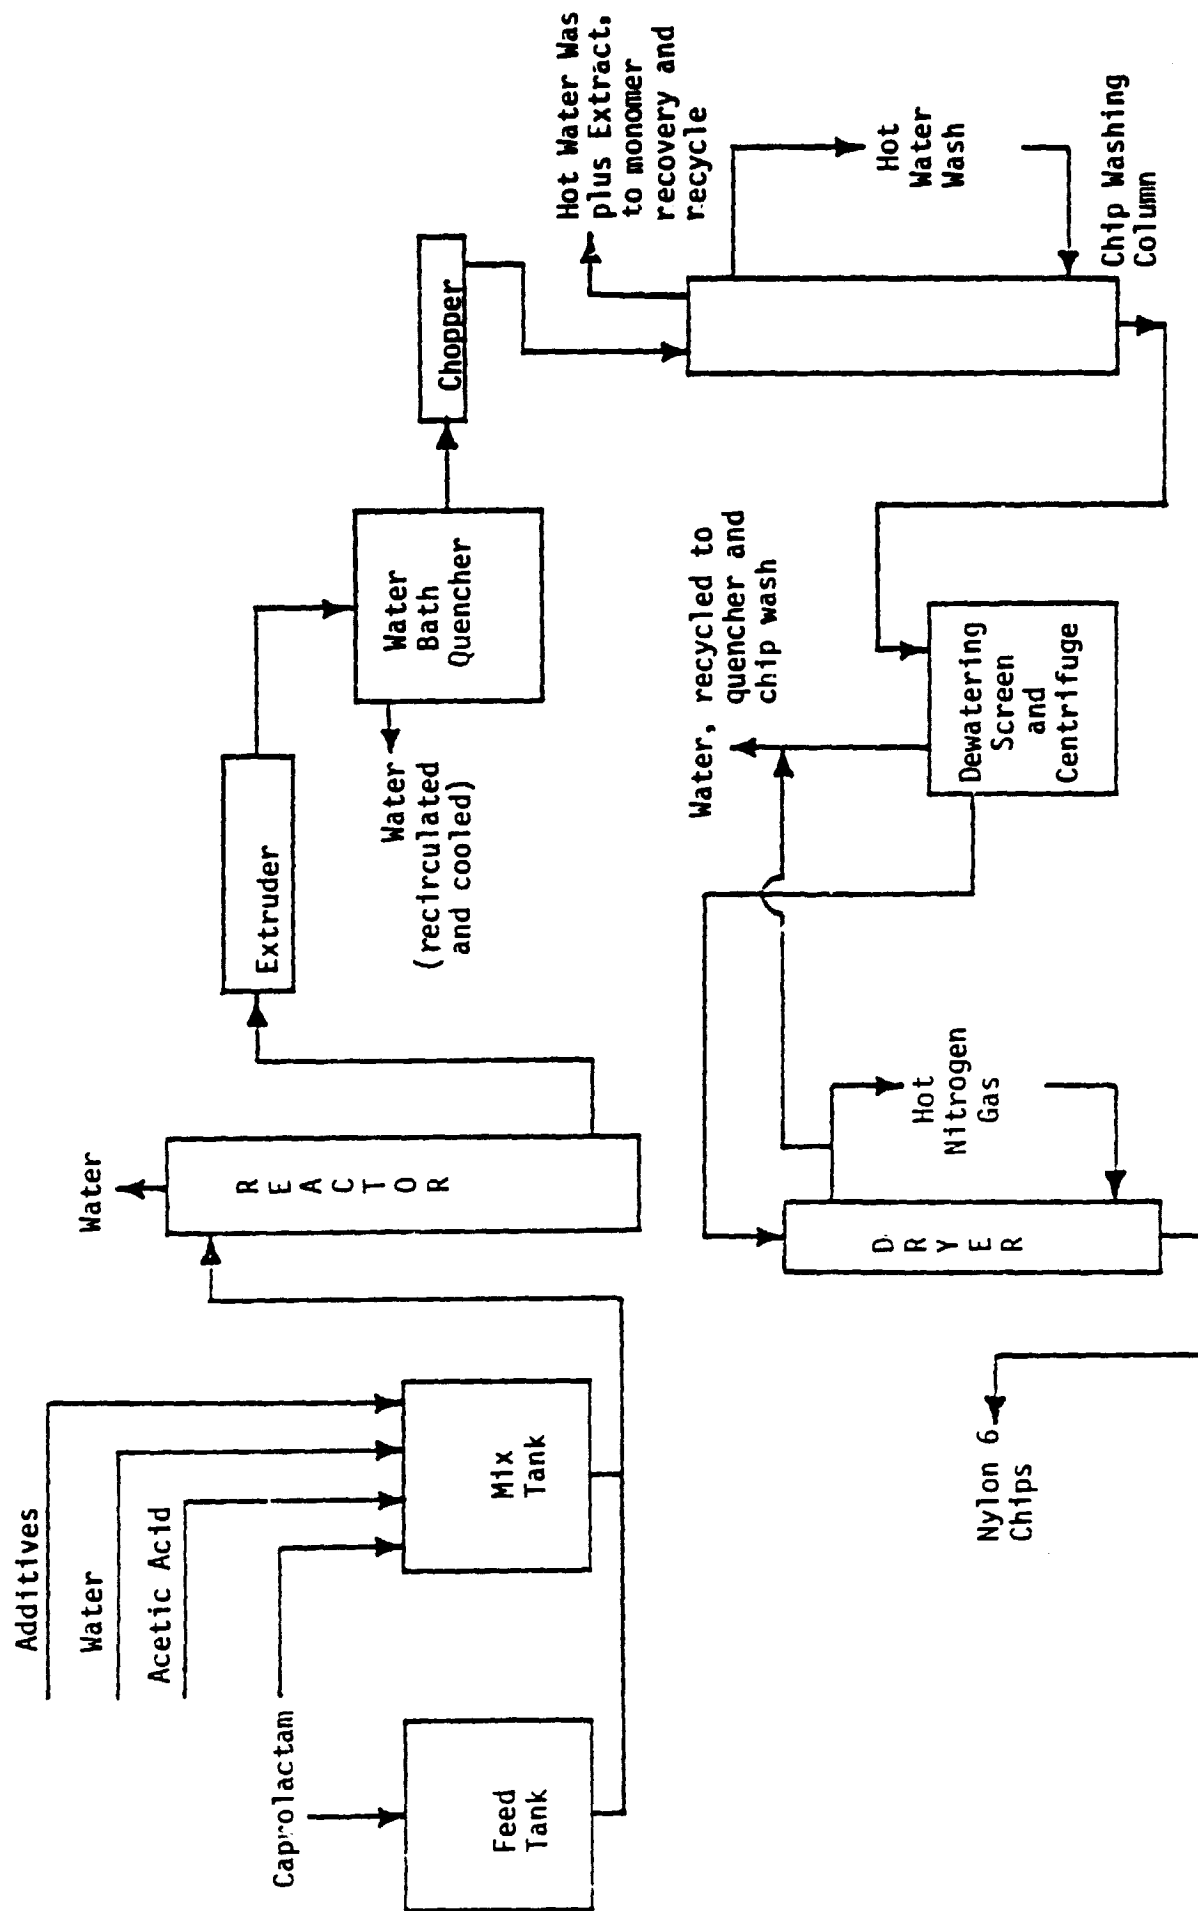 Additives
Water
Acetic Acid
Caprolactam
Feed
Tank
Mix
Tank
Water
REACTOR
Extruder
Water
Bath
Quencher
Water
(recirculated
and cooled)
Chopper
Hot Water Was
plus Extract,
to monomer
recovery and
recycle
Hot
Water
Wash
Chip Washing
Column
Water, recycled to
quencher and
chip wash
Dewatering
Screen
and
Centrifuge
DRYER
Hot
Nitrogen
Gas
Nylon 6
Chips